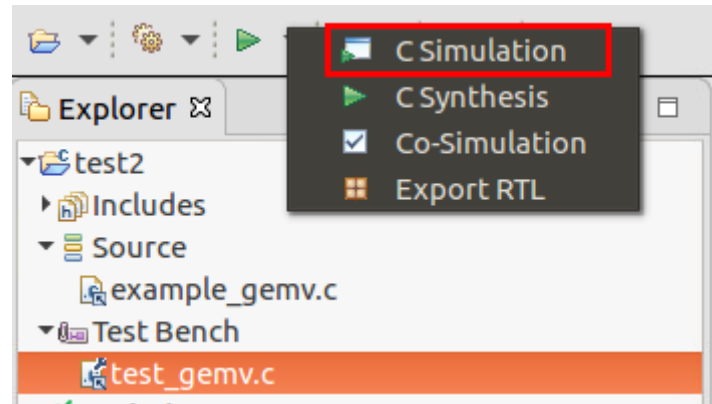 C Simulation
C Synthesis
Co-Simulation
Export RTL
Explorer
test2
Includes
Source
example_gemv.c
Test Bench
test_gemv.c